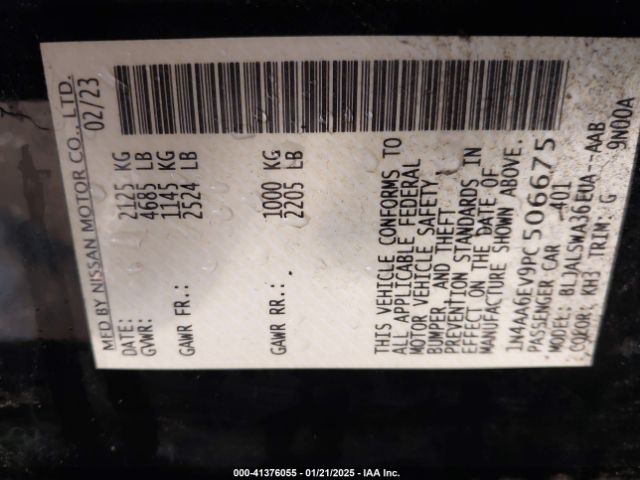 MFD BY NISSAN MOTOR CO., LTD.
DATE: 02/23
GVWR: 2125 KG
4685 LB
GAWR FR.: 1145 KG
2524 LB
GAWR RR.: 1000 KG
2205 LB
THIS VEHICLE CONFORMS TO
ALL APPLICABLE FEDERAL
MOTOR VEHICLE SAFETY,
BUMPER, AND THEFT
PREVENTION STANDARDS IN
EFFECT ON THE DATE OF
MANUFACTURE SHOWN ABOVE.
1N4AA6EV9PC506675
PASSENGER CAR 401
*MODEL: BLJALSWA36EUA--AAB
COLOR: KH3 TRIM: G 9N00A
000-41376055 — 01/21/2025 - IAA Inc.